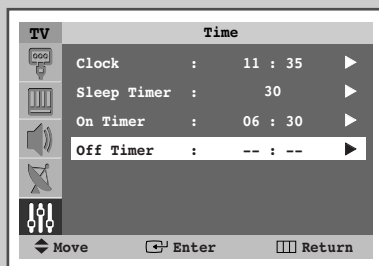 TV Time
Clock : 11 : 35
Sleep Timer : 30
On Timer : 06 : 30
Off Timer : -- : --
Move Enter Return